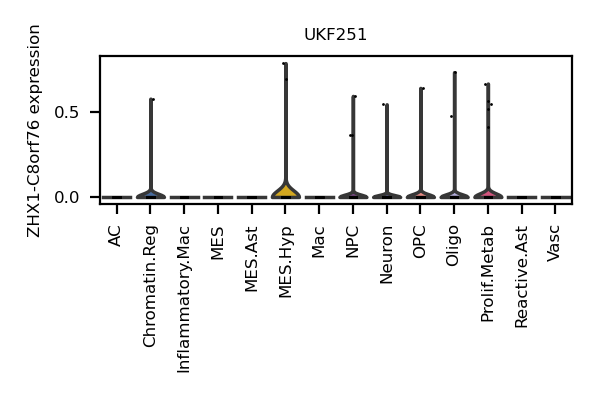 UKF251
ZHX1-C8orf76 expression
0.5
0.0
AC
Chromatin.Reg
Inflammatory.Mac
MES
MES.Ast
MES.Hyp
Mac
NPC
Neuron
OPC
Oligo
Prolif.Metab
Reactive.Ast
Vasc